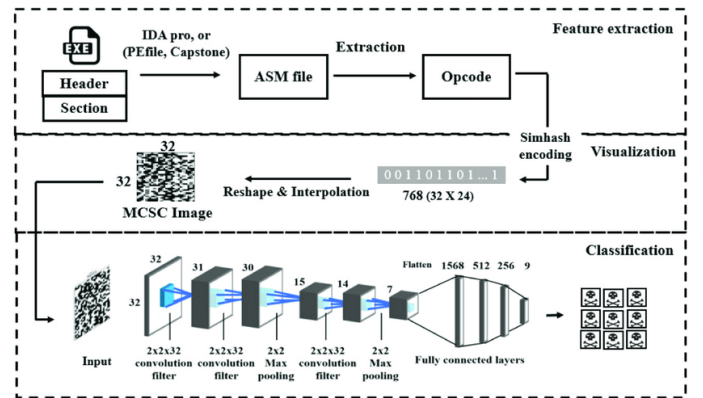 Feature extraction
EXE
Header
Section
IDA pro, or
(PEfile, Capstone)
ASM file
Extraction
Opcode
Simhash
encoding
Visualization
32
32
MCSC Image
Reshape & Interpolation
0 0 1 1 0 1 1 0 1 ... 1
768 (32 X 24)
Classification
Input
32
32
31
30
15
14
7
Flatten
1568
512
256
9
2x2x32
convolution
filter
2x2x32
convolution
filter
2x2
Max
pooling
2x2x32
convolution
filter
2x2
Max
pooling
Fully connected layers